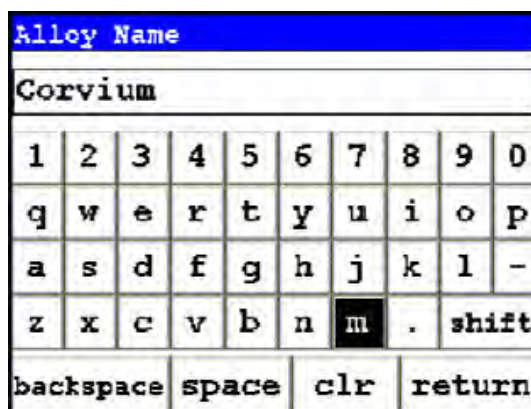 Alloy Name
Corvium
1 2 3 4 5 6 7 8 9 0
q w e r t y u i o p
a s d f g h j k l -
z x c v b n m . shift
backspace space clr return